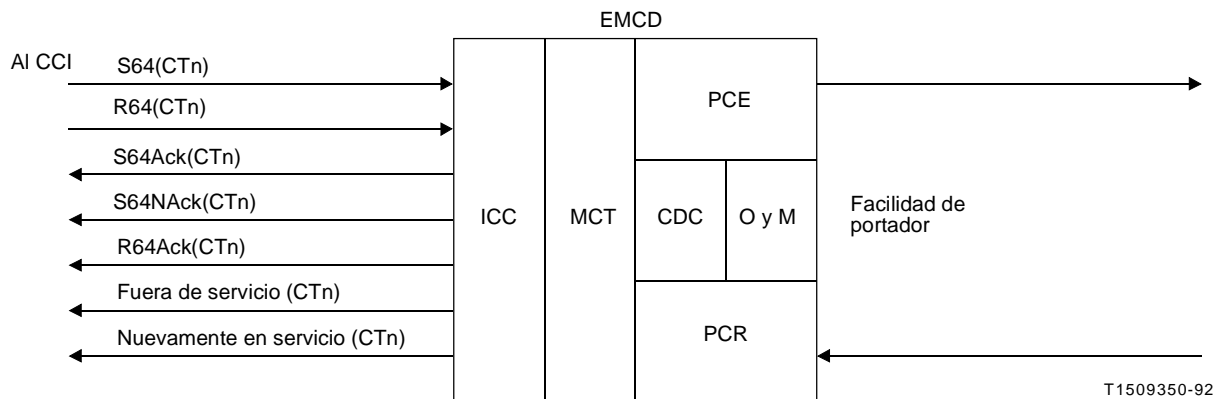 EMCD
Al CCI
S64(CTn)
R64(CTn)
S64Ack(CTn)
S64NAck(CTn)
R64Ack(CTn)
Fuera de servicio (CTn)
Nuevamente en servicio (CTn)
ICC
MCT
PCE
CDC
O y M
PCR
Facilidad de
portador
T1509350-92